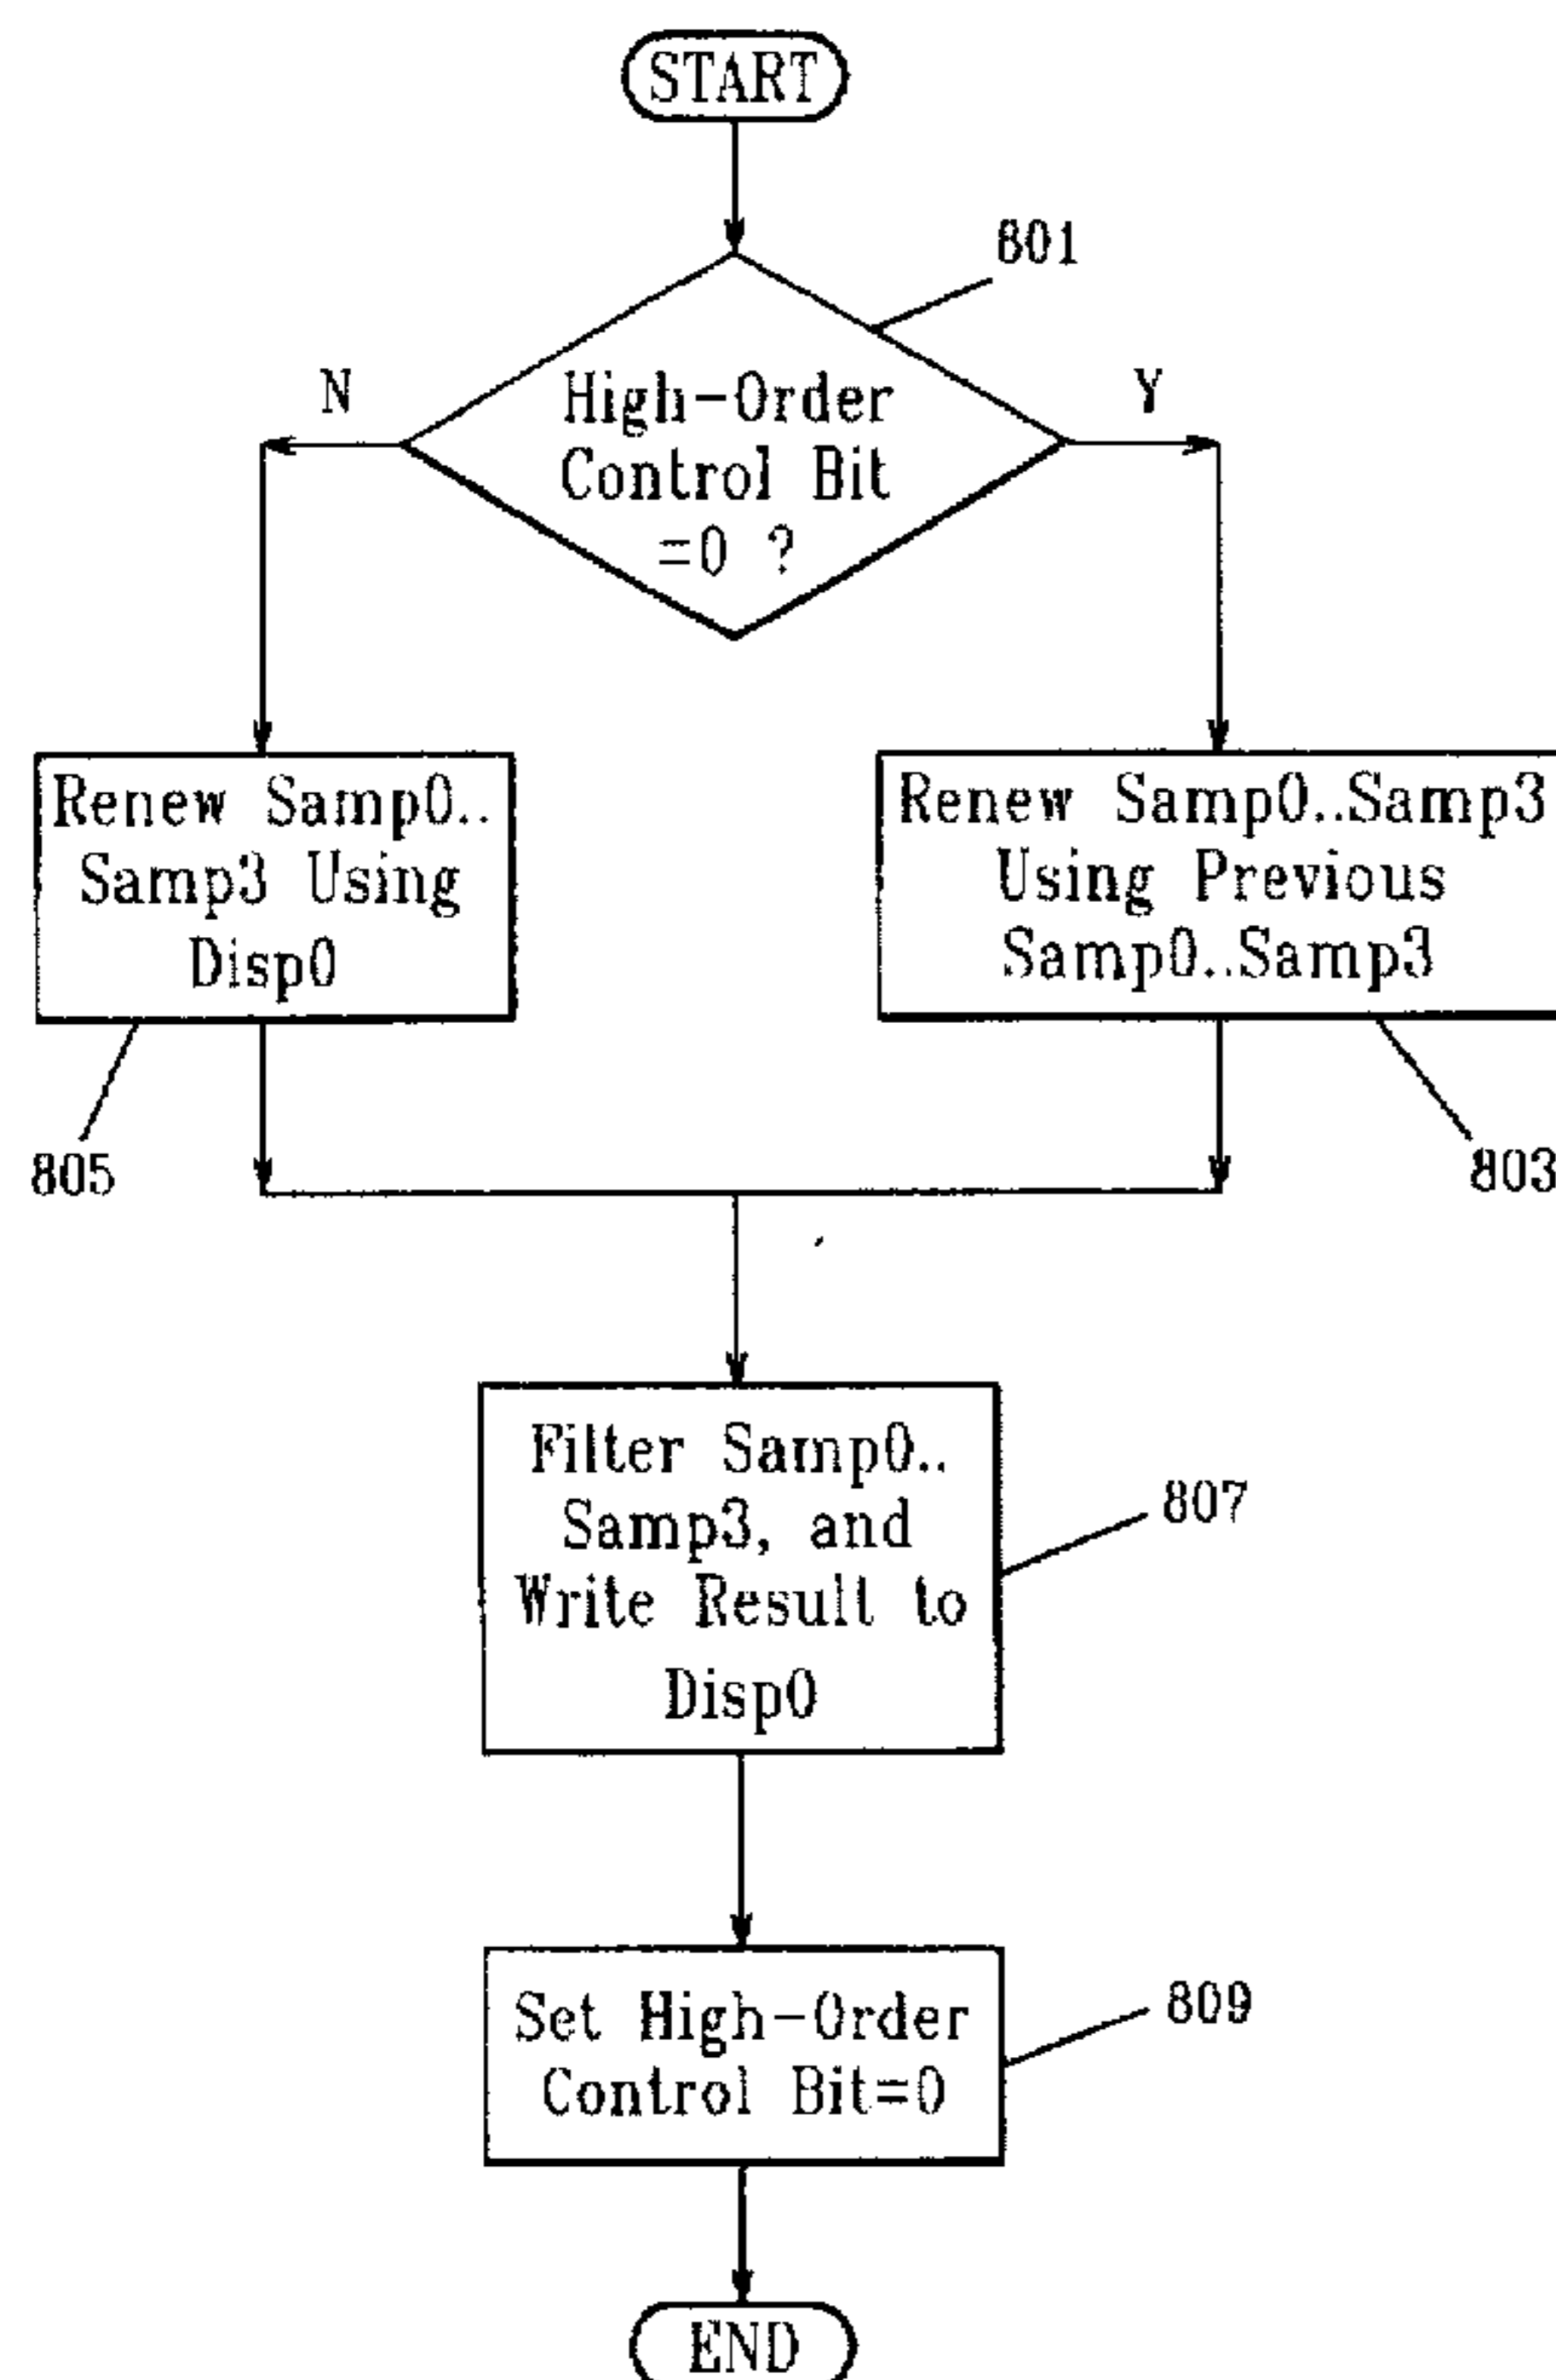 START
801
N
Y
High-Order
Control Bit
=0 ?
Renew Samp0..
Samp3 Using
Disp0
Renew Samp0..Samp3
Using Previous
Samp0..Samp3
805
803
Filter Samp0..
Samp3, and
Write Result to
Disp0
807
Set High-Order
Control Bit=0
809
END